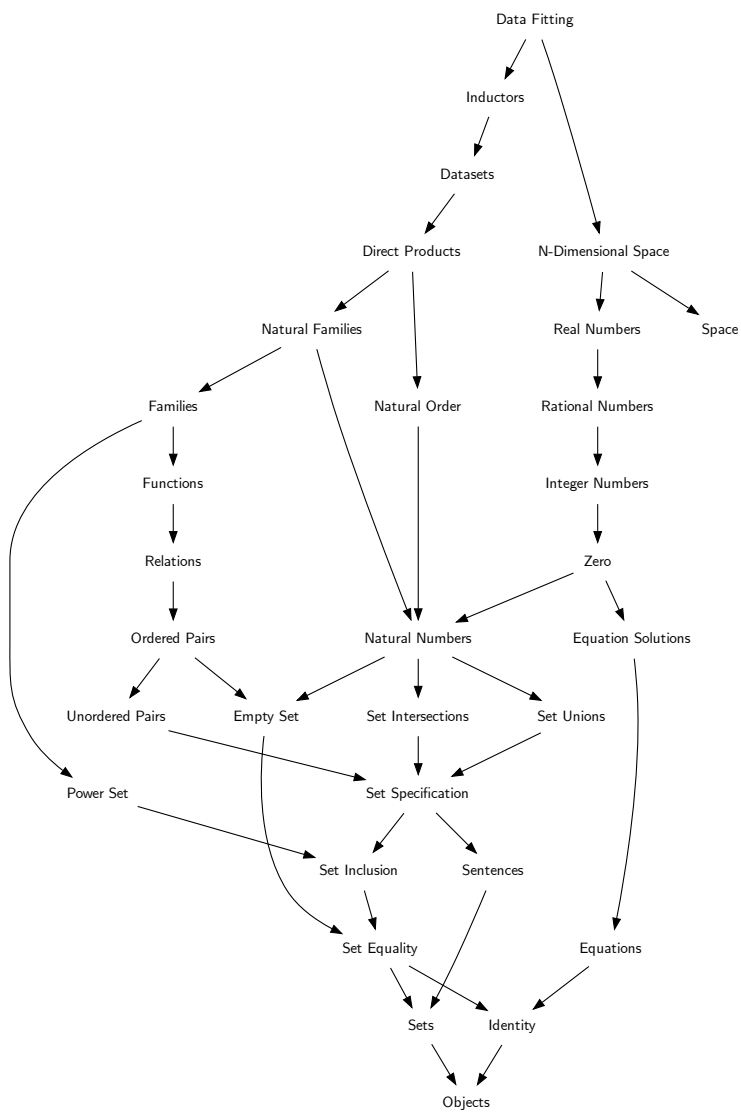 Data Fitting
Inductors
Datasets
Direct Products
N-Dimensional Space
Natural Families
Real Numbers
Space
Families
Natural Order
Rational Numbers
Functions
Integer Numbers
Relations
Zero
Ordered Pairs
Natural Numbers
Equation Solutions
Unordered Pairs
Empty Set
Set Intersections
Set Unions
Power Set
Set Specification
Set Inclusion
Sentences
Set Equality
Equations
Sets
Identity
Objects